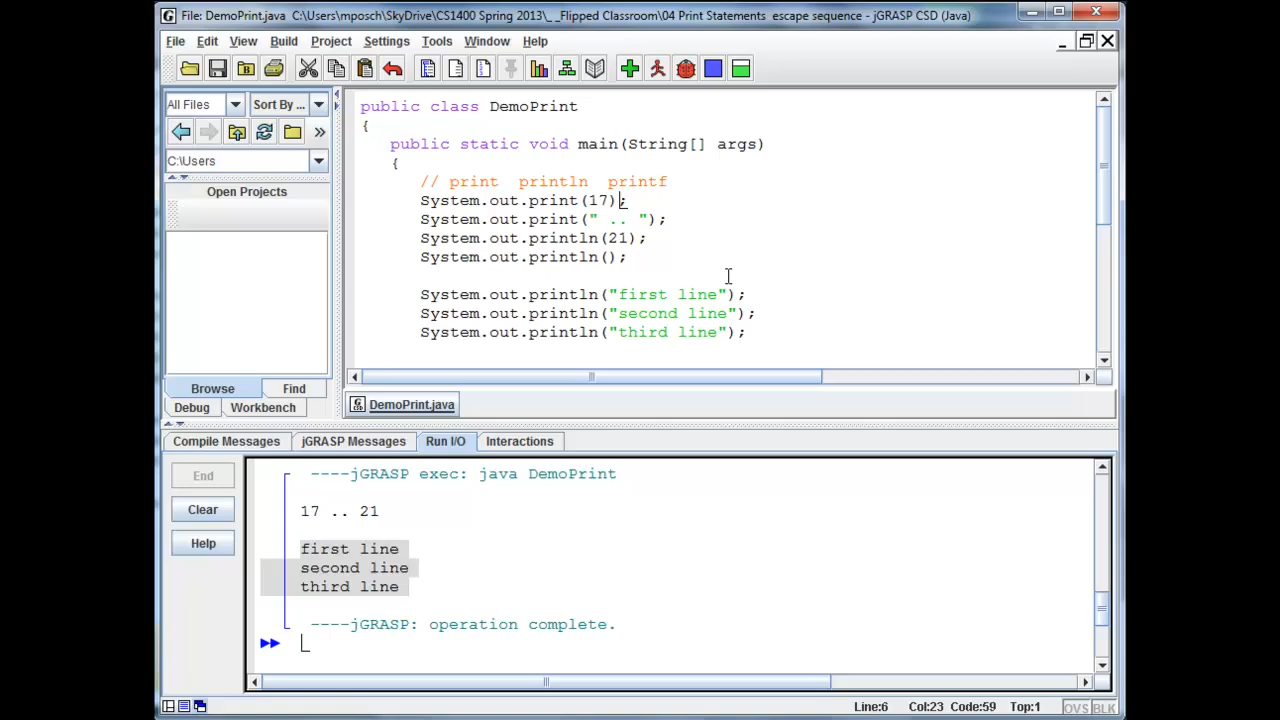 File: DemoPrint.java C:\Users\mposch\SkyDrive\CS1400 Spring 2013\_ _Flipped Classroom\04 Print Statements escape sequence - jGRASP CSD (Java)
File Edit View Build Project Settings Tools Window Help
All Files Sort By ...
C:\Users
Open Projects
Browse Find
Debug Workbench
public class DemoPrint
{
public static void main(String[] args)
{
// print println printf
System.out.print(17);
System.out.print(" .. ");
System.out.println(21);
System.out.println();
System.out.println("first line");
System.out.println("second line");
System.out.println("third line");
DemoPrint.java
Compile Messages jGRASP Messages Run I/O Interactions
End
Clear
Help
----jGRASP exec: java DemoPrint
17 .. 21
first line
second line
third line
----jGRASP: operation complete.
Line:6 Col:23 Code:59 Top:1 OVS BLK